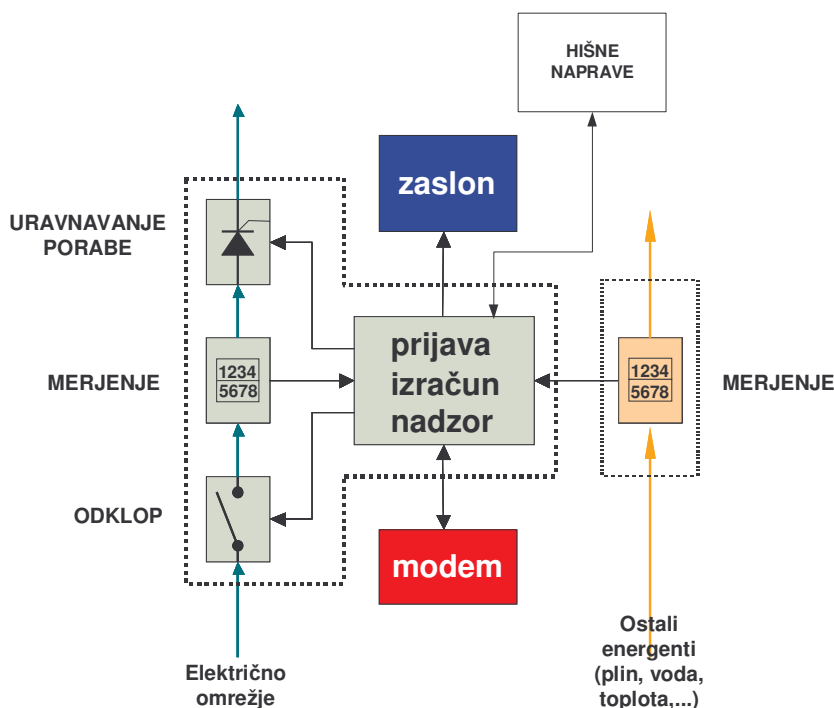 HIŠNE
NAPRAVE
zaslon
URAVNAVANJE
PORABE
prijava
izračun
nadzor
MERJENJE
1234
5678
1234
5678
MERJENJE
ODKLOP
modem
Električno
omrežje
Ostali
energenti
(plin, voda,
toplota,...)